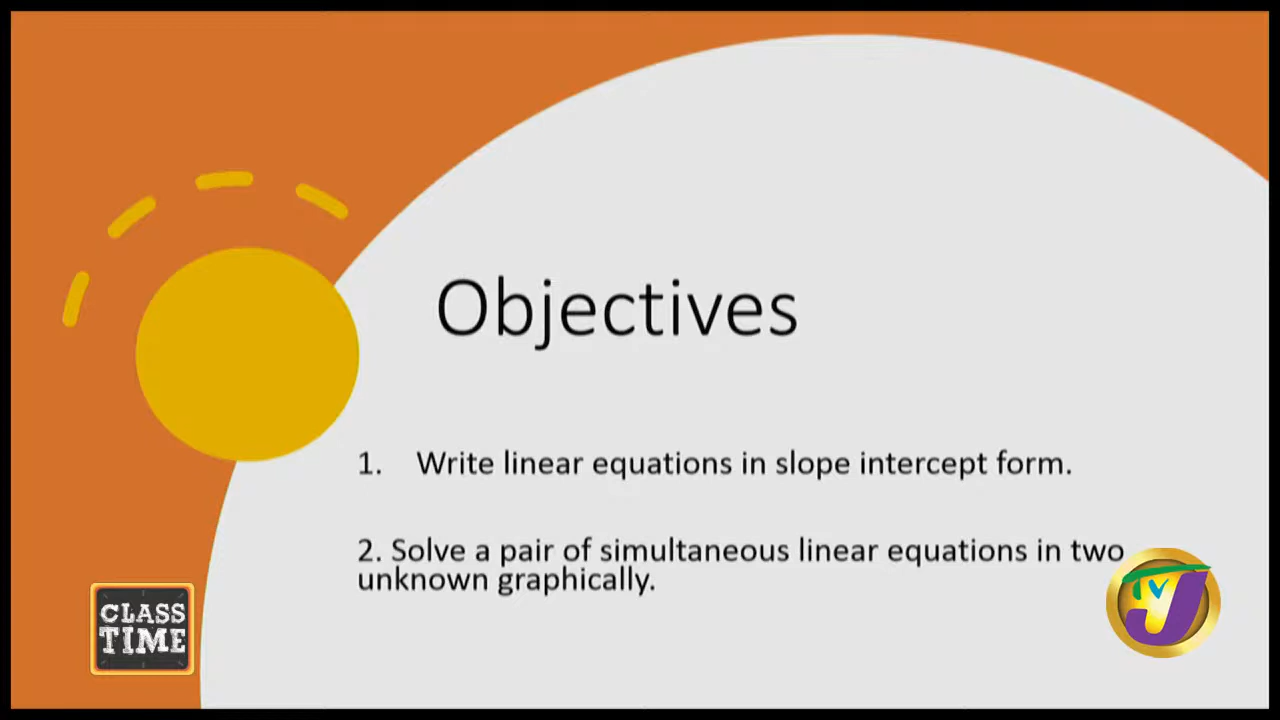 Objectives
1. Write linear equations in slope intercept form.
2. Solve a pair of simultaneous linear equations in two
unknown graphically.
CLASS
TIME
TVJ